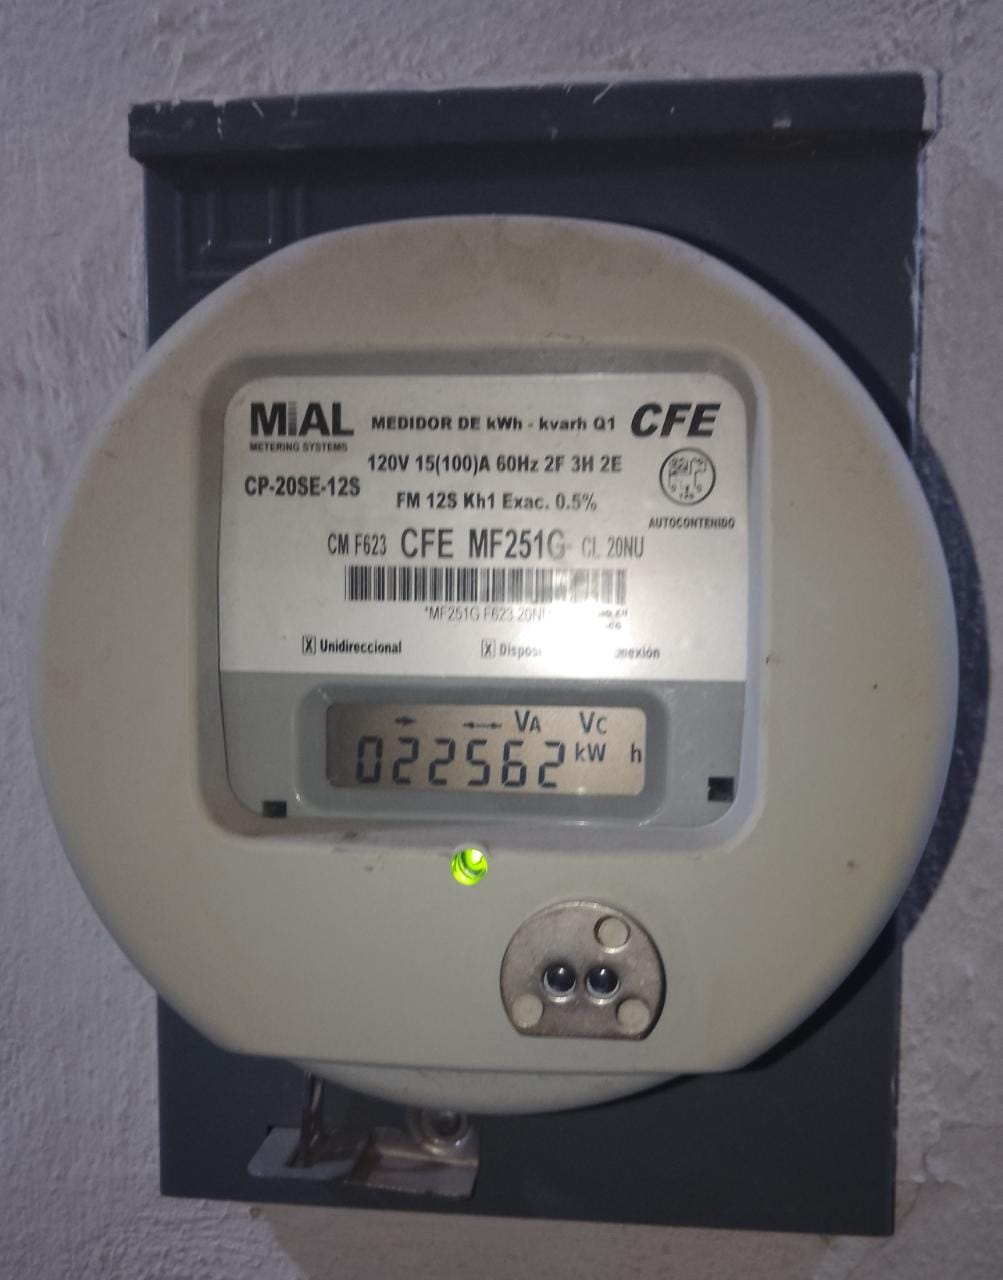 MIAL
METERING SYSTEMS
MEDIDOR DE kWh - kvarh Q1
CFE
120V 15(100)A 60Hz 2F 3H 2E
CP-20SE-12S
FM 12S Kh1 Exac. 0.5%
AUTOCONTENIDO
CM F623 CFE MF251G CL 20NU
*MF251G F623 20NU
X Unidireccional
X
VA VC
022562 kW h